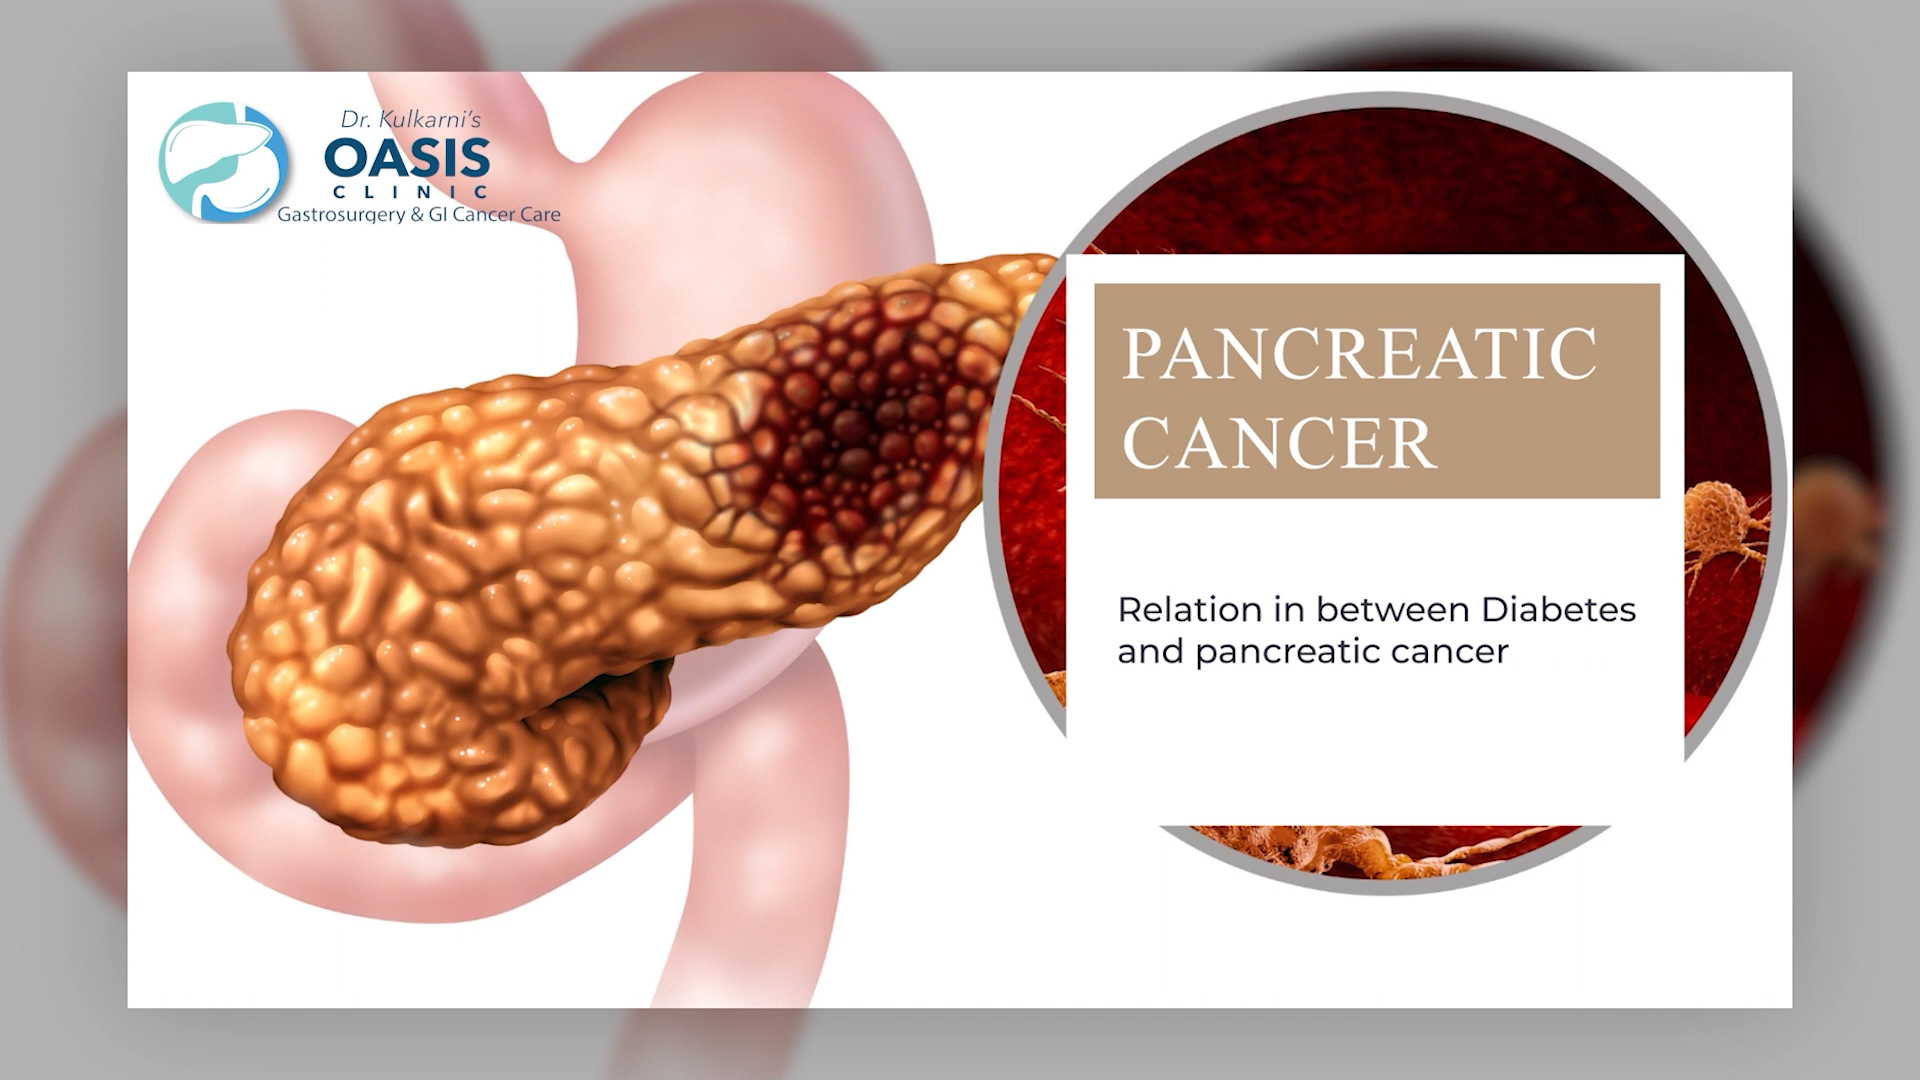 Dr. Kulkarni's
OASIS
CLINIC
Gastrosurgery & GI Cancer Care
PANCREATIC
CANCER
Relation in between Diabetes
and pancreatic cancer